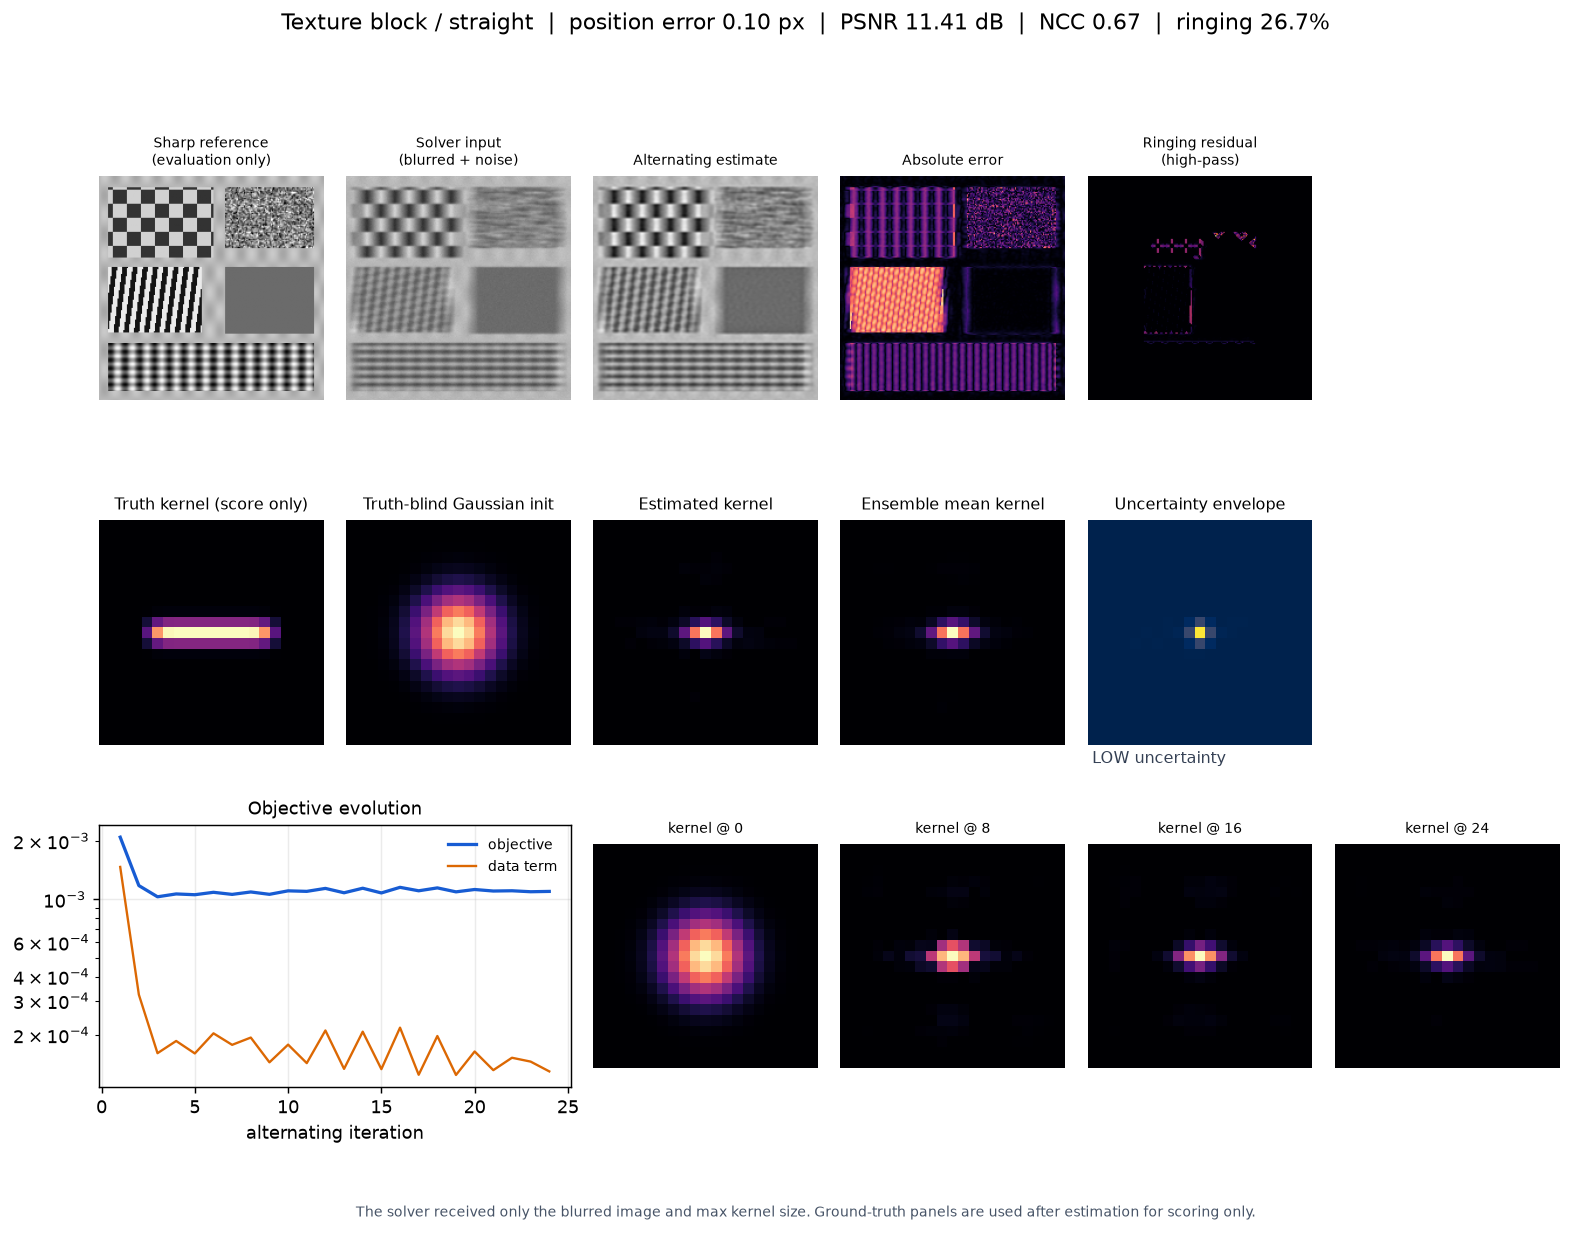 Texture block / straight | position error 0.10 px | PSNR 11.41 dB | NCC 0.67 | ringing 26.7%
Sharp reference
(evaluation only)
Solver input
(blurred + noise)
Alternating estimate
Absolute error
Ringing residual
(high-pass)
Truth kernel (score only)
Truth-blind Gaussian init
Estimated kernel
Ensemble mean kernel
Uncertainty envelope
LOW uncertainty
Objective evolution
objective
data term
2 × 10⁻³
10⁻³
6 × 10⁻⁴
4 × 10⁻⁴
3 × 10⁻⁴
2 × 10⁻⁴
0 5 10 15 20 25
alternating iteration
kernel @ 0
kernel @ 8
kernel @ 16
kernel @ 24
The solver received only the blurred image and max kernel size. Ground-truth panels are used after estimation for scoring only.